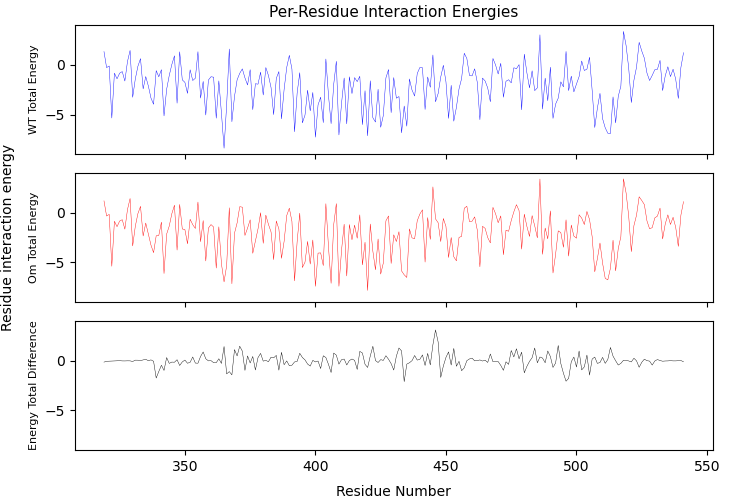 Per-Residue Interaction Energies
Residue interaction energy
WT Total Energy
0
−5
Om Total Energy
0
−5
Energy Total Difference
0
−5
350
400
450
500
550
Residue Number